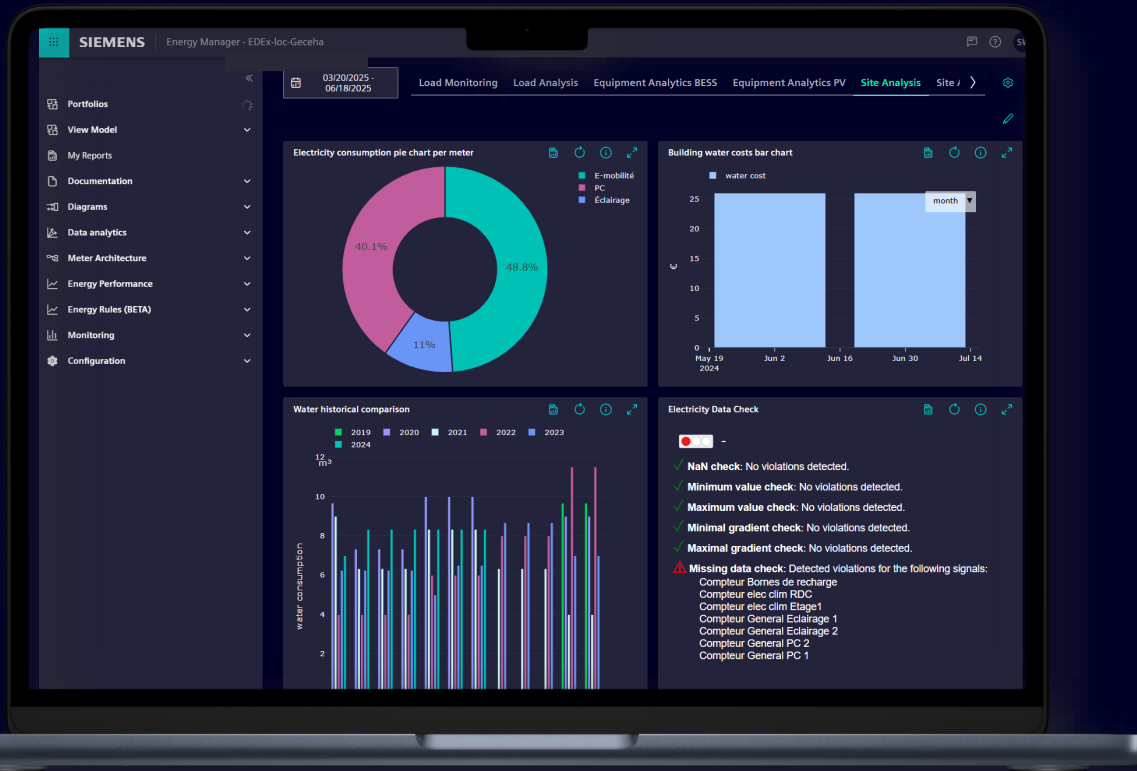 SIEMENS
Energy Manager - EDEx-loc-Geceha
03/20/2025 -
06/18/2025
Load Monitoring
Load Analysis
Equipment Analytics BESS
Equipment Analytics PV
Site Analysis
Site
Portfolios
View Model
My Reports
Documentation
Diagrams
Data analytics
Meter Architecture
Energy Performance
Energy Rules (BETA)
Monitoring
Configuration
Electricity consumption pie chart per meter
E-mobilité
PC
Éclairage
40.1%
48.8%
11%
Building water costs bar chart
water cost
month
25
20
15
10
5
0
€
May 19
2024
Jun 2
Jun 16
Jun 30
Jul 14
Water historical comparison
2019
2020
2021
2022
2023
2024
12
m³
10
8
6
4
2
water consumption
Electricity Data Check
-
NaN check: No violations detected.
Minimum value check: No violations detected.
Maximum value check: No violations detected.
Minimal gradient check: No violations detected.
Maximal gradient check: No violations detected.
Missing data check: Detected violations for the following signals:
Compteur Bornes de recharge
Compteur elec clim RDC
Compteur elec clim Etage1
Compteur General Eclairage 1
Compteur General Eclairage 2
Compteur General PC 2
Compteur General PC 1